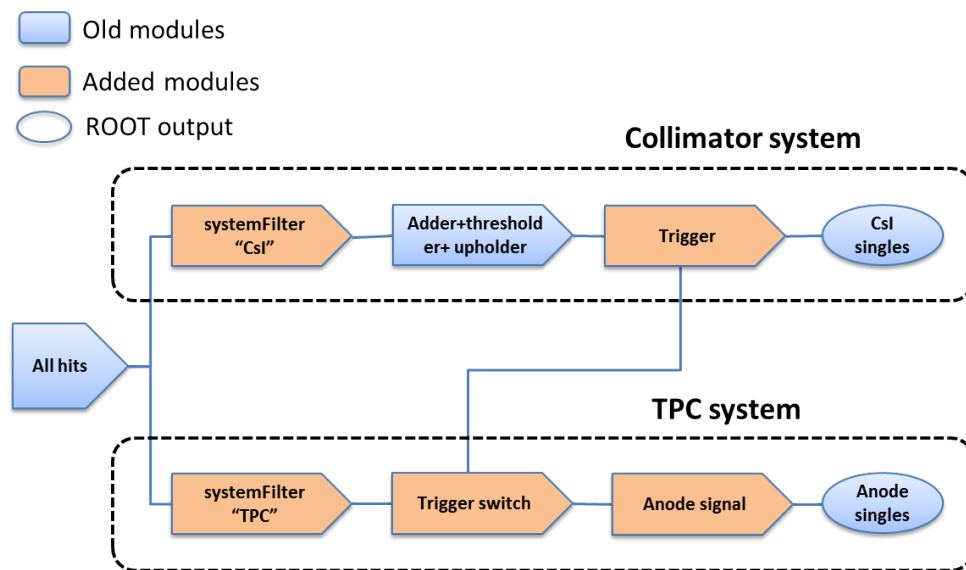 Old modules
Added modules
ROOT output
Collimator system
systemFilter
“CsI”
Adder+threshold
er+ upholder
Trigger
CsI
singles
All hits
TPC system
systemFilter
“TPC”
Trigger switch
Anode signal
Anode
singles